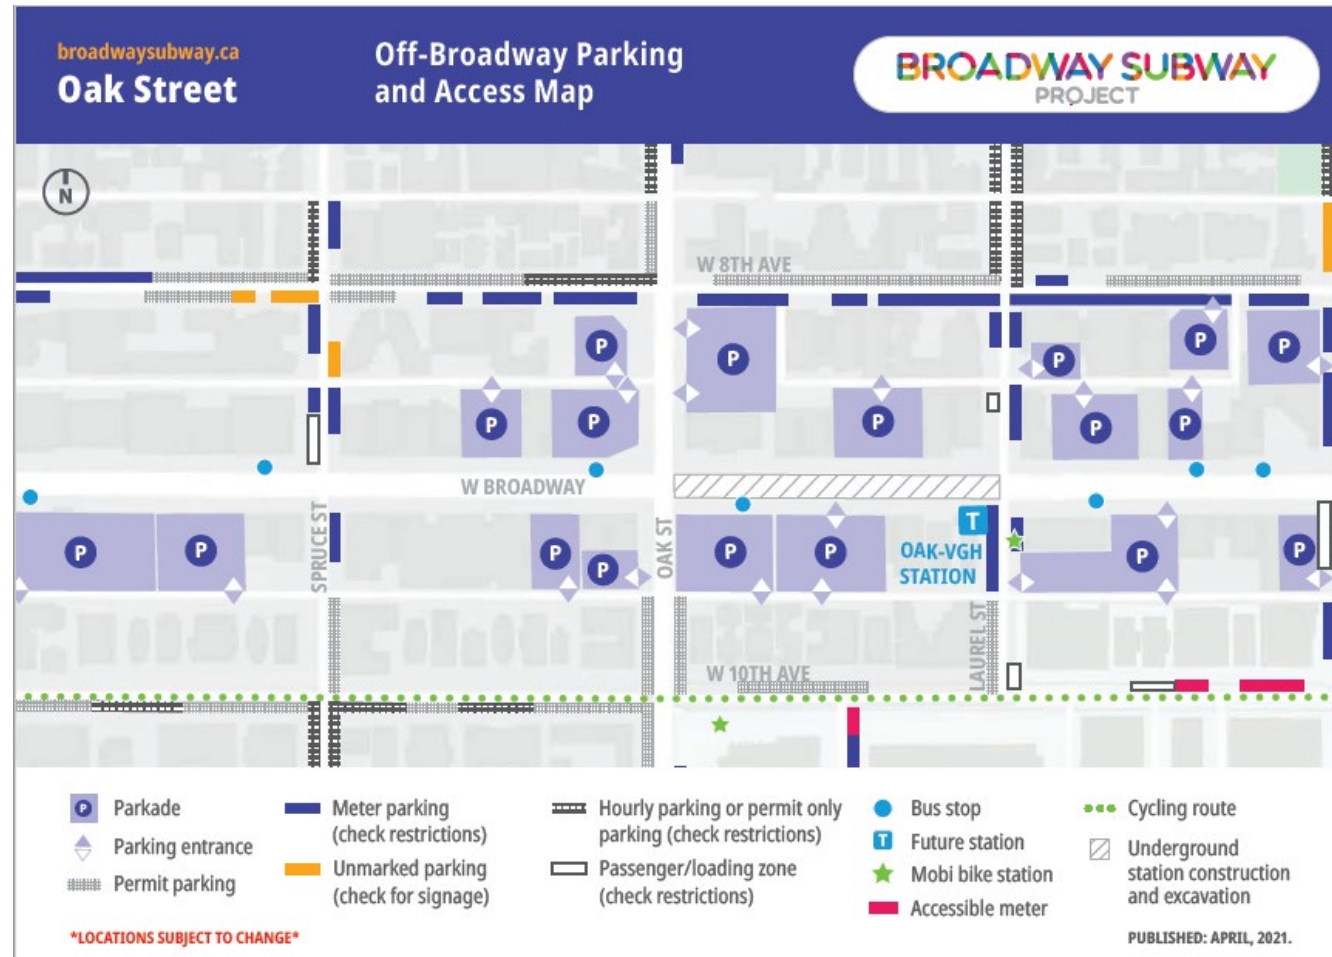 broadwaysubway.ca
Oak Street
Off-Broadway Parking
and Access Map
BROADWAY SUBWAY
PROJECT
N
W 8TH AVE
P
P
P
P
P
P
P
P
P
P
P
W BROADWAY
SPRUCE ST
OAK ST
T
OAK-VGH
STATION
LAUREL ST
P
P
P
P
P
P
P
P
W 10TH AVE
P Parkade
Parking entrance
Permit parking
Meter parking
(check restrictions)
Unmarked parking
(check for signage)
Hourly parking or permit only
parking (check restrictions)
Passenger/loading zone
(check restrictions)
Bus stop
T Future station
Mobi bike station
Accessible meter
Cycling route
Underground
station construction
and excavation
*LOCATIONS SUBJECT TO CHANGE*
PUBLISHED: APRIL, 2021.